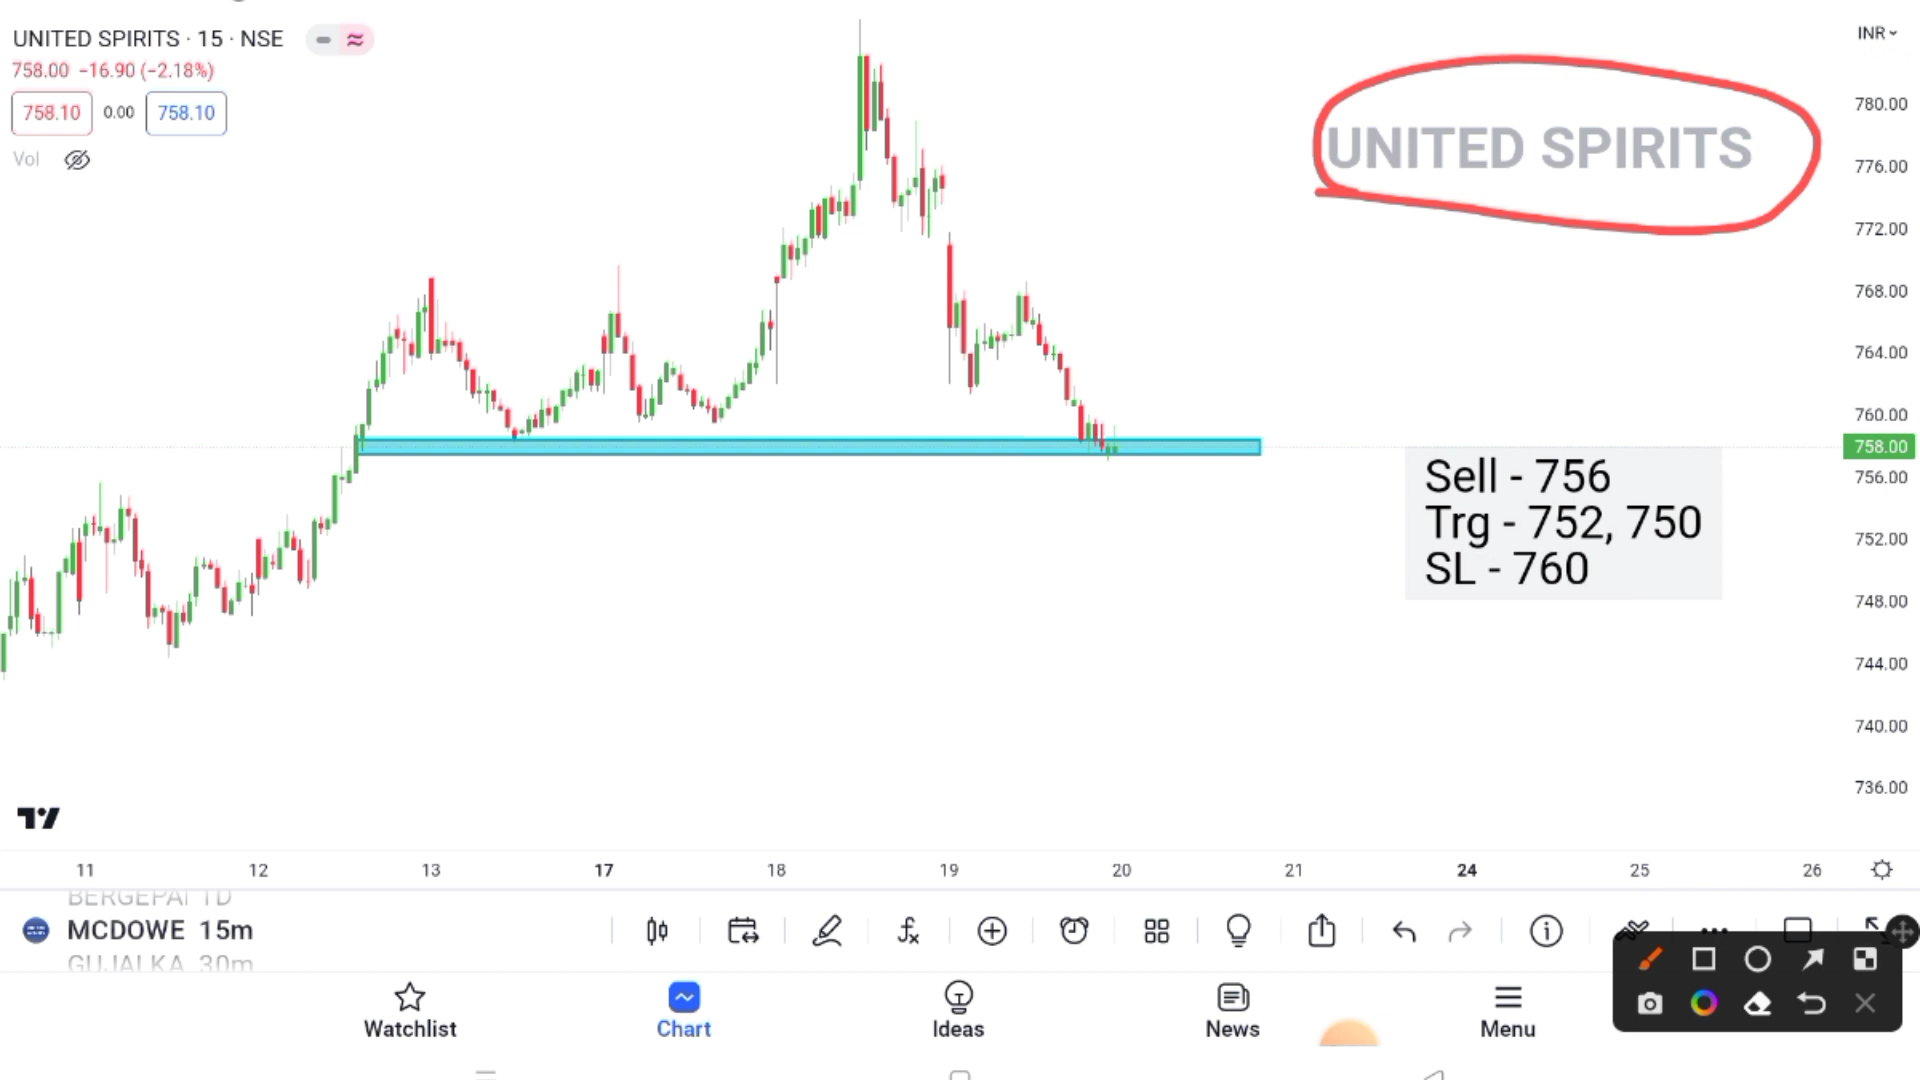 UNITED SPIRITS · 15 · NSE
758.00 −16.90 (−2.18%)
758.10 0.00 758.10
Vol
INR
UNITED SPIRITS
780.00
776.00
772.00
768.00
764.00
760.00
758.00
756.00
752.00
748.00
744.00
740.00
736.00
Sell - 756
Trg - 752, 750
SL - 760
11 12 13 17 18 19 20 21 24 25 26
MCDOWE 15m
GUJALKA 30m
Watchlist Chart Ideas News Menu